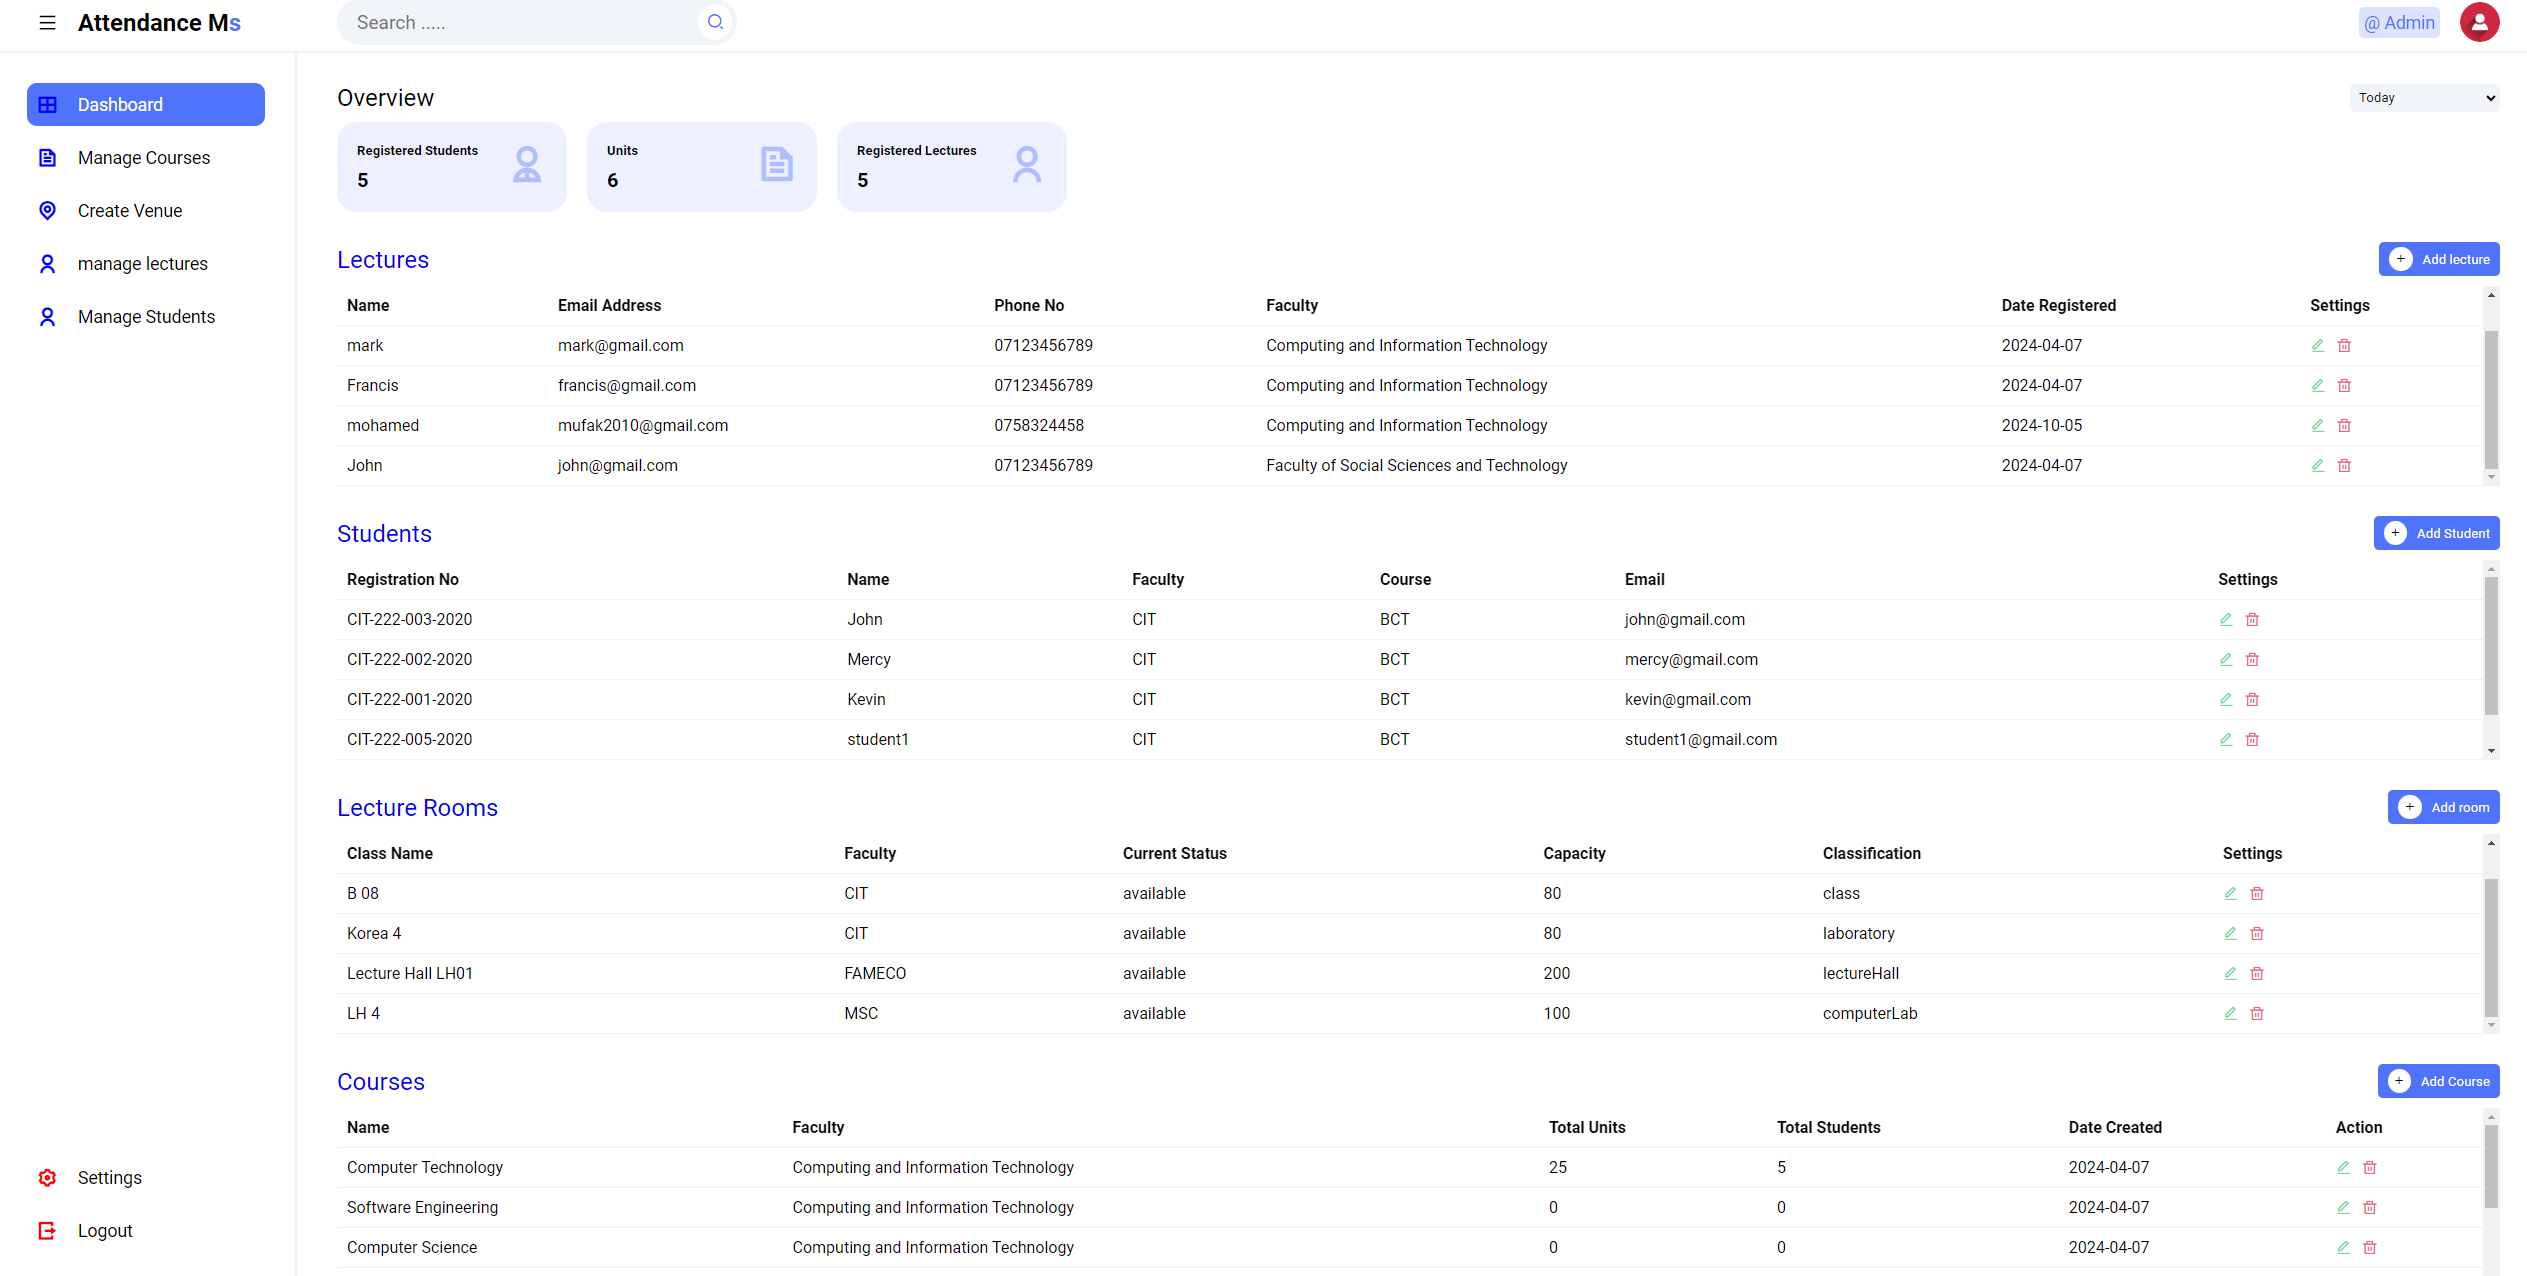 Attendance Ms
Search .....
@ Admin
Dashboard
Manage Courses
Create Venue
manage lectures
Manage Students
Settings
Logout
Overview
Today
Registered Students
5
Units
6
Registered Lectures
5
Lectures
+ Add lecture
Name Email Address Phone No Faculty Date Registered Settings
mark mark@gmail.com 07123456789 Computing and Information Technology 2024-04-07
Francis francis@gmail.com 07123456789 Computing and Information Technology 2024-04-07
mohamed mufak2010@gmail.com 0758324458 Computing and Information Technology 2024-10-05
John john@gmail.com 07123456789 Faculty of Social Sciences and Technology 2024-04-07
Students
+ Add Student
Registration No Name Faculty Course Email Settings
CIT-222-003-2020 John CIT BCT john@gmail.com
CIT-222-002-2020 Mercy CIT BCT mercy@gmail.com
CIT-222-001-2020 Kevin CIT BCT kevin@gmail.com
CIT-222-005-2020 student1 CIT BCT student1@gmail.com
Lecture Rooms
+ Add room
Class Name Faculty Current Status Capacity Classification Settings
B 08 CIT available 80 class
Korea 4 CIT available 80 laboratory
Lecture Hall LH01 FAMECO available 200 lectureHall
LH 4 MSC available 100 computerLab
Courses
+ Add Course
Name Faculty Total Units Total Students Date Created Action
Computer Technology Computing and Information Technology 25 5 2024-04-07
Software Engineering Computing and Information Technology 0 0 2024-04-07
Computer Science Computing and Information Technology 0 0 2024-04-07